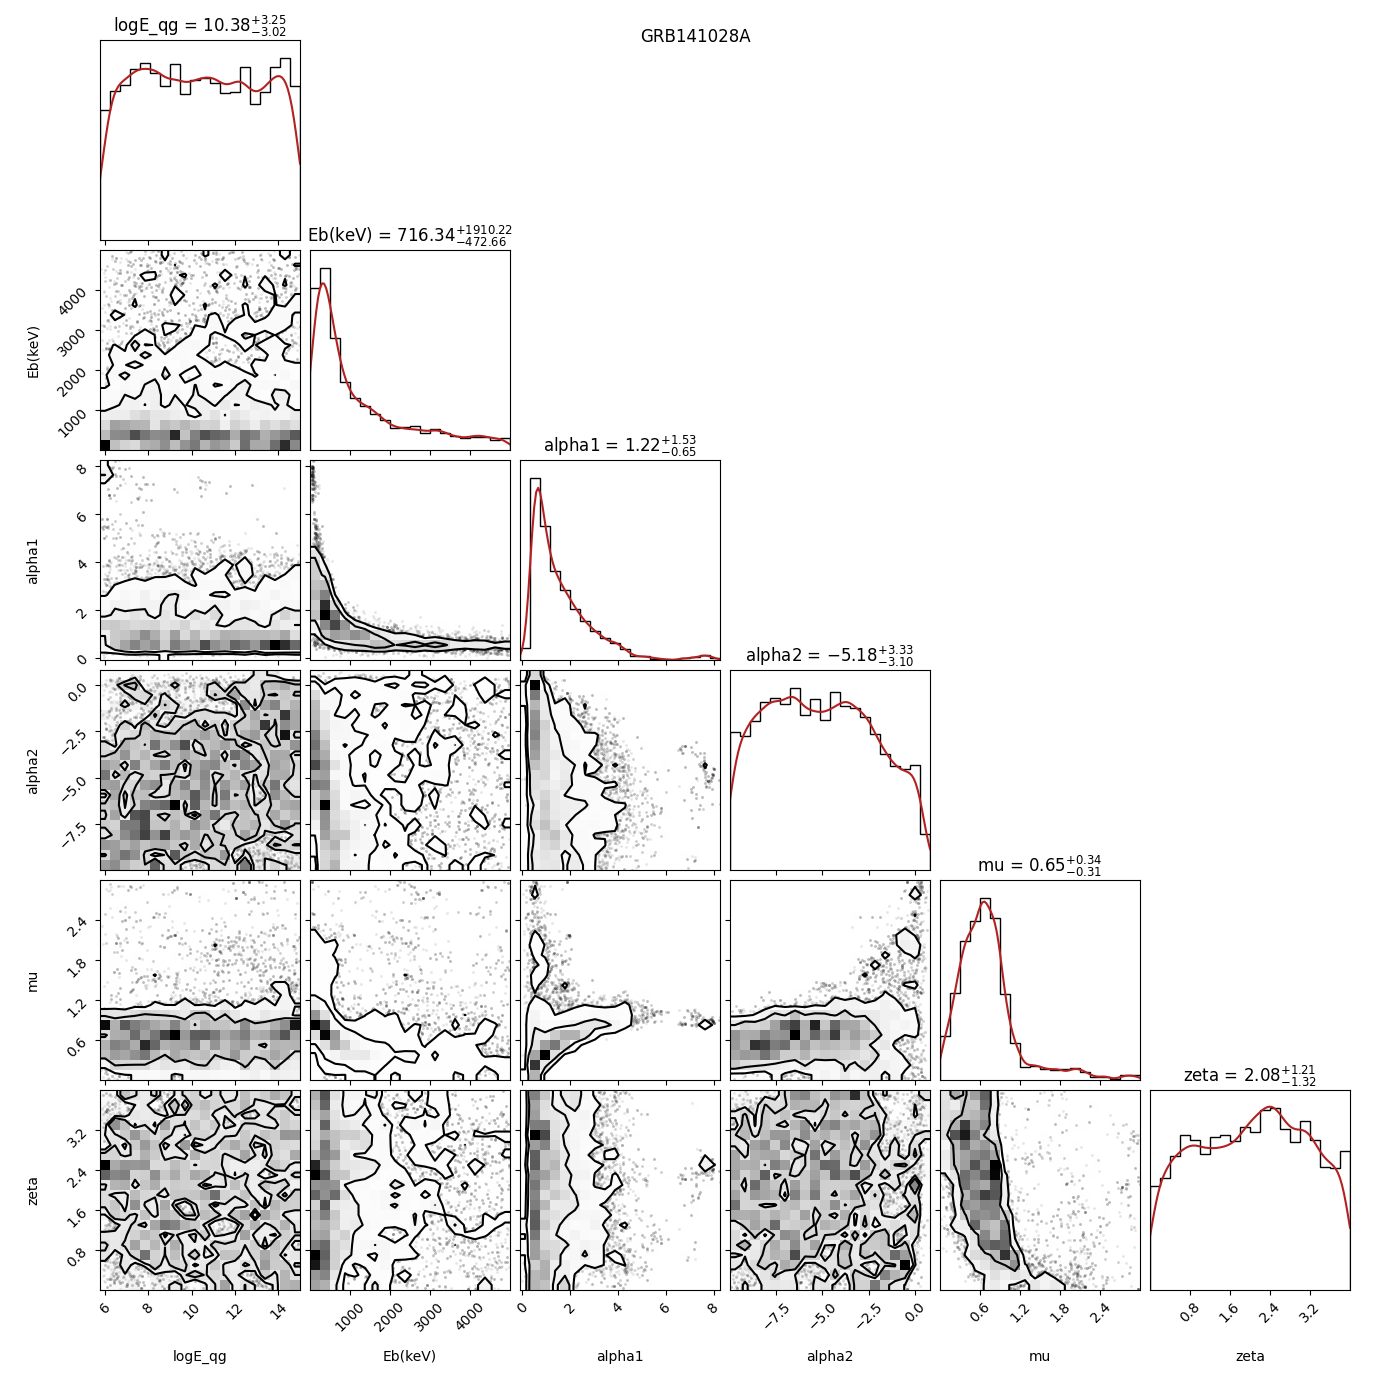 logE_qg = 10.38+3.25−3.02
GRB141028A
Eb(keV) = 716.34+1910.22−472.66
4000
3000
2000
1000
Eb(keV)
alpha1 = 1.22+1.53−0.65
8
6
4
2
0
alpha1
alpha2 = −5.18+3.33−3.10
0.0
−2.5
−5.0
−7.5
alpha2
mu = 0.65+0.34−0.31
2.4
1.8
1.2
0.6
mu
zeta = 2.08+1.21−1.32
3.2
2.4
1.6
0.8
zeta
6 8 10 12 14
1000 2000 3000 4000
0 2 4 6 8
−7.5 −5.0 −2.5 0.0
0.6 1.2 1.8 2.4
0.8 1.6 2.4 3.2
logE_qg Eb(keV) alpha1 alpha2 mu zeta